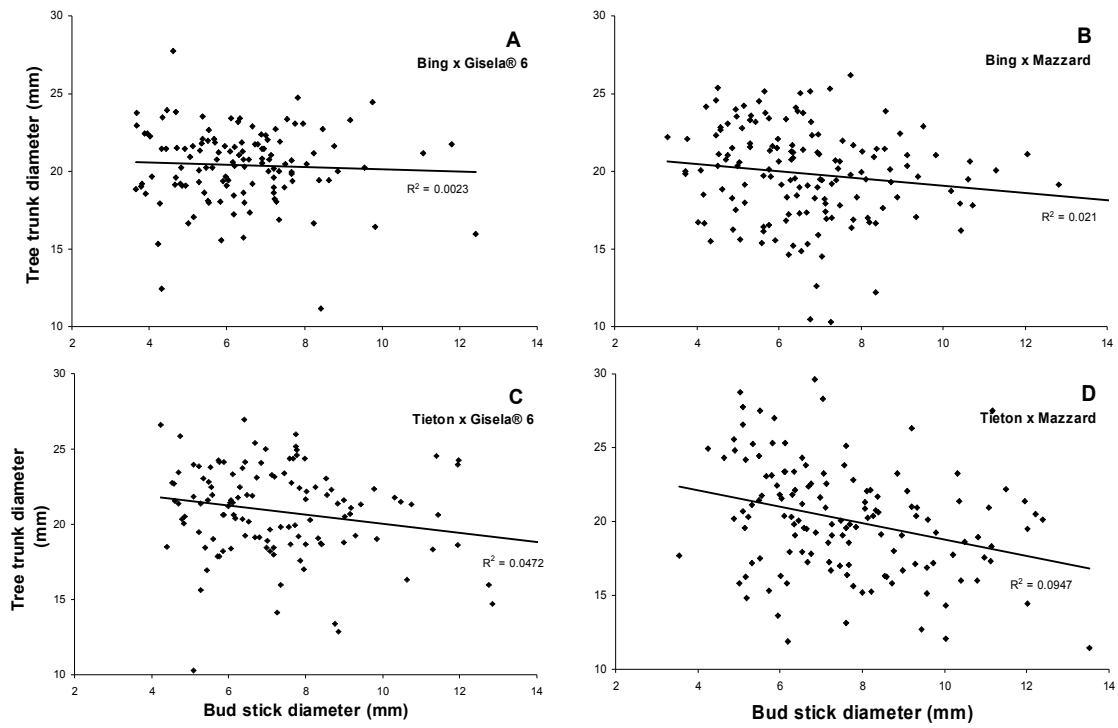 A
Bing x Gisela® 6
Tree trunk diameter (mm)
30
25
20
15
10
R² = 0.0023
2 4 6 8 10 12 14
B
Bing x Mazzard
30
25
20
15
10
R² = 0.021
2 4 6 8 10 12 14
C
Tieton x Gisela® 6
Tree trunk diameter
(mm)
30
25
20
15
10
R² = 0.0472
2 4 6 8 10 12 14
Bud stick diameter (mm)
D
Tieton x Mazzard
30
25
20
15
10
R² = 0.0947
2 4 6 8 10 12 14
Bud stick diameter (mm)